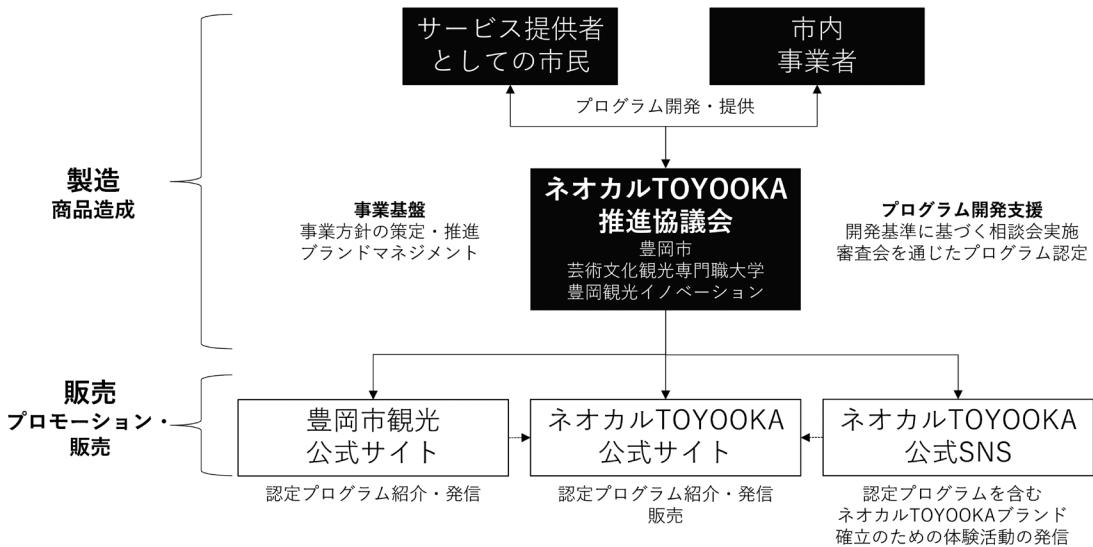 サービス提供者
としての市民
市内
事業者
プログラム開発・提供
製造
商品造成
事業基盤
事業方針の策定・推進
ブランドマネジメント
ネオカルTOYOOKA
推進協議会
豊岡市
芸術文化観光専門職大学
豊岡観光イノベーション
プログラム開発支援
開発基準に基づく相談会実施
審査会を通じたプログラム認定
販売
プロモーション・
販売
豊岡市観光
公式サイト
認定プログラム紹介・発信
ネオカルTOYOOKA
公式サイト
認定プログラム紹介・発信
販売
ネオカルTOYOOKA
公式SNS
認定プログラムを含む
ネオカルTOYOOKAブランド
確立のための体験活動の発信